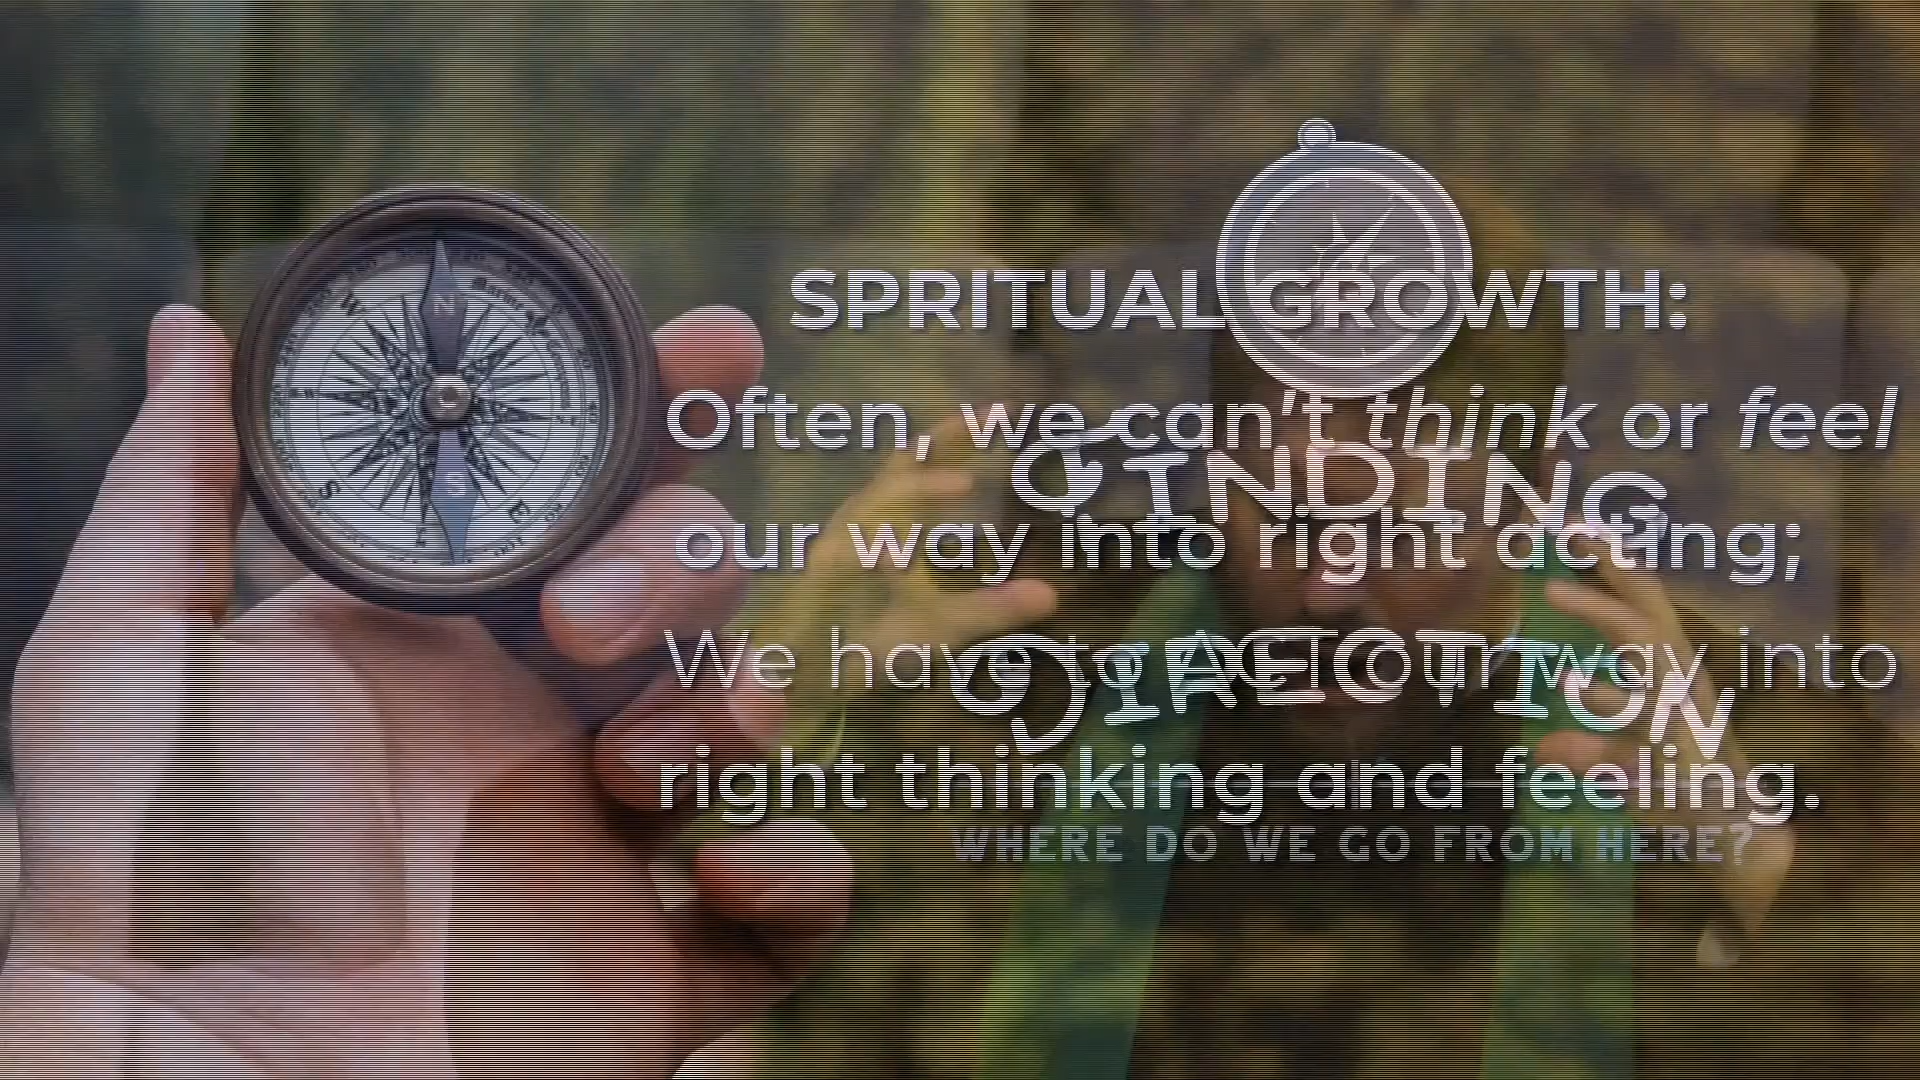 SPRITUAL GROWTH:
Often, we can't think or feel
our way into right acting;
We have to ACT our way into
right thinking and feeling.
FINDING
DIRECTION
WHERE DO WE GO FROM HERE?
N
S
W
S
E